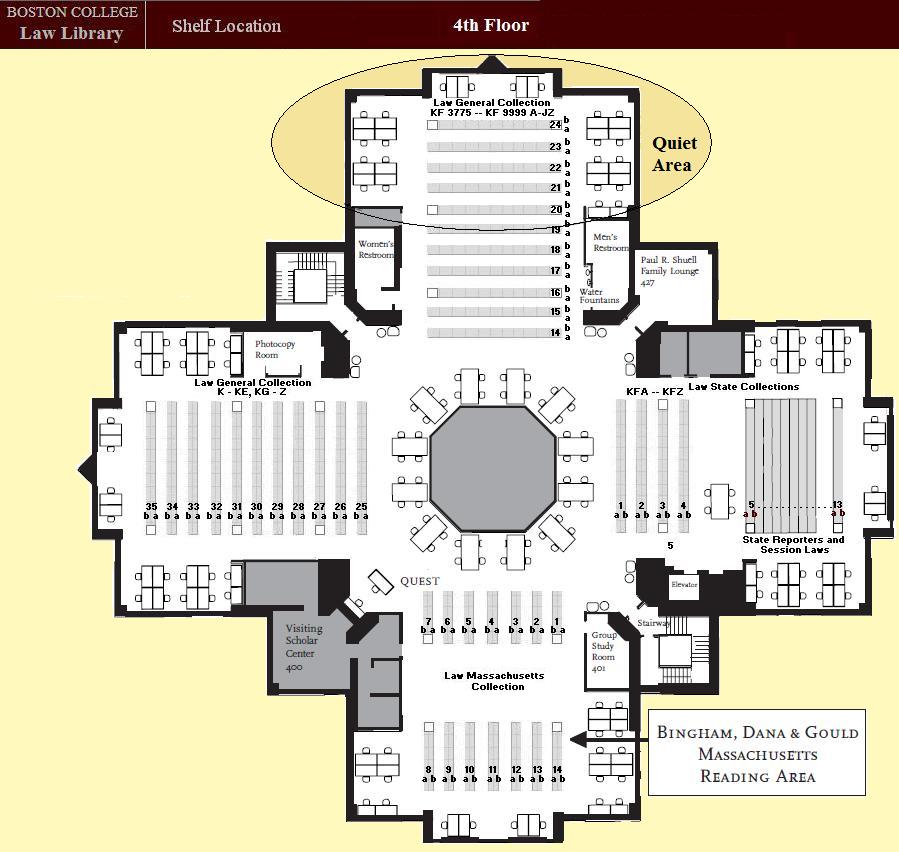 BOSTON COLLEGE
Law Library
Shelf Location
4th Floor
Law General Collection
KF 3775 -- KF 9999 A-JZ
24 b a
23 b a
22 b a
21 b a
20 b a
19 b a
18 b a
17 b a
16 b a
15 b a
14 b a
Quiet
Area
Women's
Restroom
Men's
Restroom
Water
Fountains
Paul R. Shuell
Family Lounge
427
Photocopy
Room
Law General Collection
K - KE, KG - Z
35 34 33 32 31 30 29 28 27 26 25
b a b a b a b a b a b a b a b a b a b a b a
KFA -- KFZ
Law State Collections
1 2 3 4
a b a b a b a b
5 13
a b a b
5
State Reporters and
Session Laws
Elevator
Stairway
QUEST
7 6 5 4 3 2 1
b a b a b a b a b a b a b a
Group
Study
Room
401
Visiting
Scholar
Center
400
Law Massachusetts
Collection
8 9 10 11 12 13 14
a b a b a b a b a b a b a b
BINGHAM, DANA & GOULD
MASSACHUSETTS
READING AREA